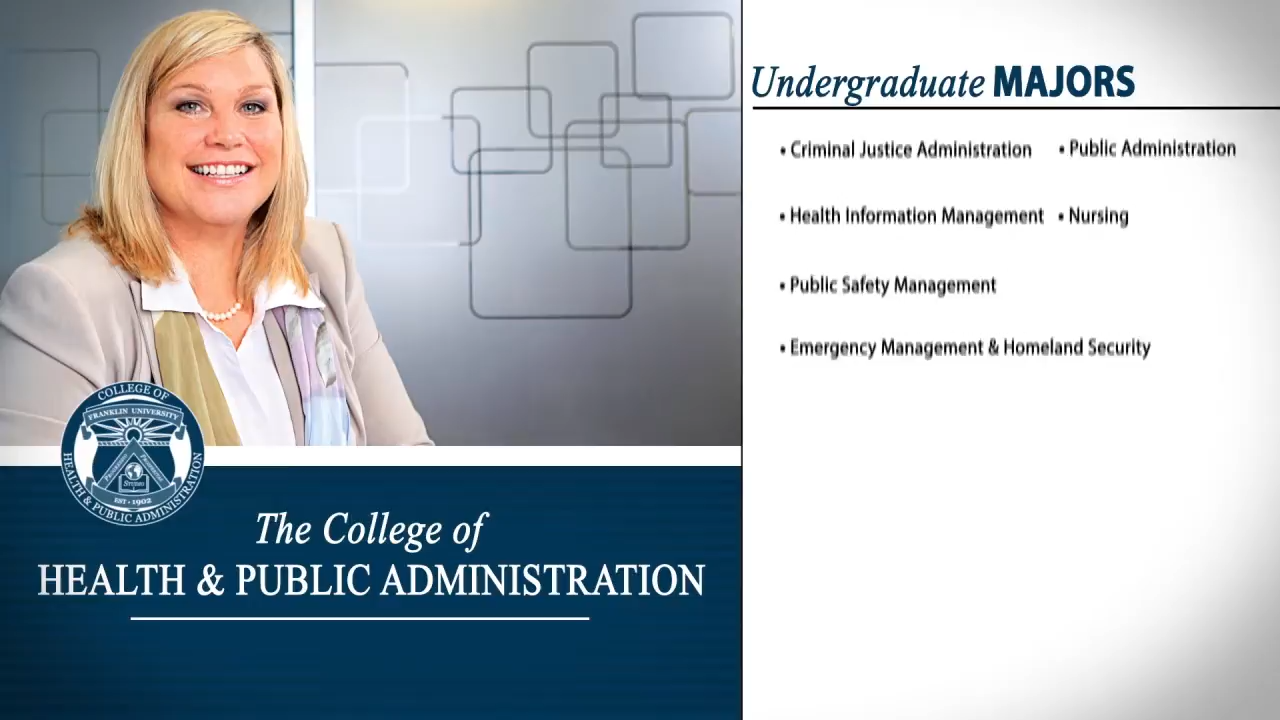 Undergraduate MAJORS
• Criminal Justice Administration • Public Administration
• Health Information Management • Nursing
• Public Safety Management
• Emergency Management & Homeland Security
COLLEGE OF
FRANKLIN UNIVERSITY
EST • 1902
HEALTH & PUBLIC ADMINISTRATION
The College of
HEALTH & PUBLIC ADMINISTRATION